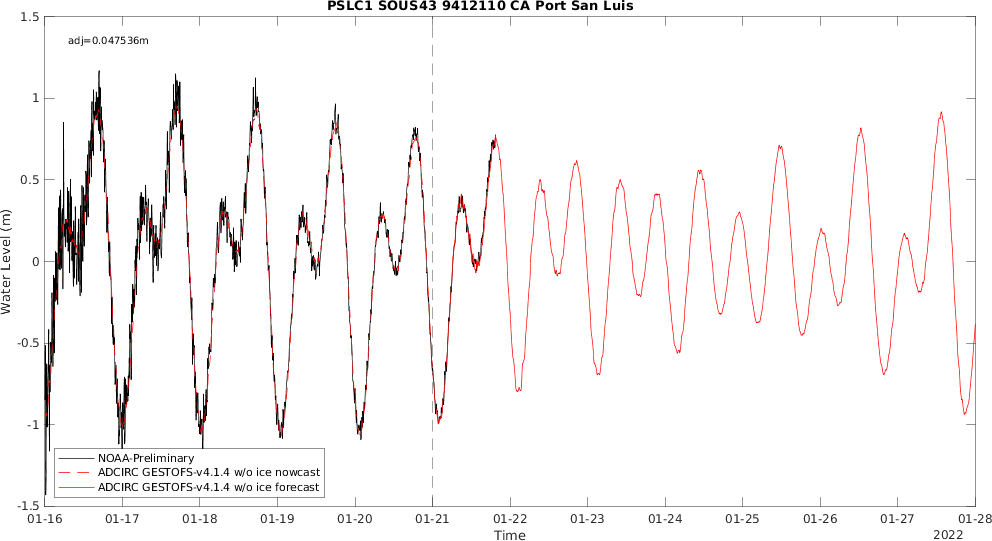 PSLC1 SOUS43 9412110 CA Port San Luis
1.5
adj=0.047536m
1
0.5
Water Level (m)
0
-0.5
-1
NOAA-Preliminary
ADCIRC GESTOFS-v4.1.4 w/o ice nowcast
ADCIRC GESTOFS-v4.1.4 w/o ice forecast
-1.5
01-16 01-17 01-18 01-19 01-20 01-21 01-22 01-23 01-24 01-25 01-26 01-27 01-28
Time
2022